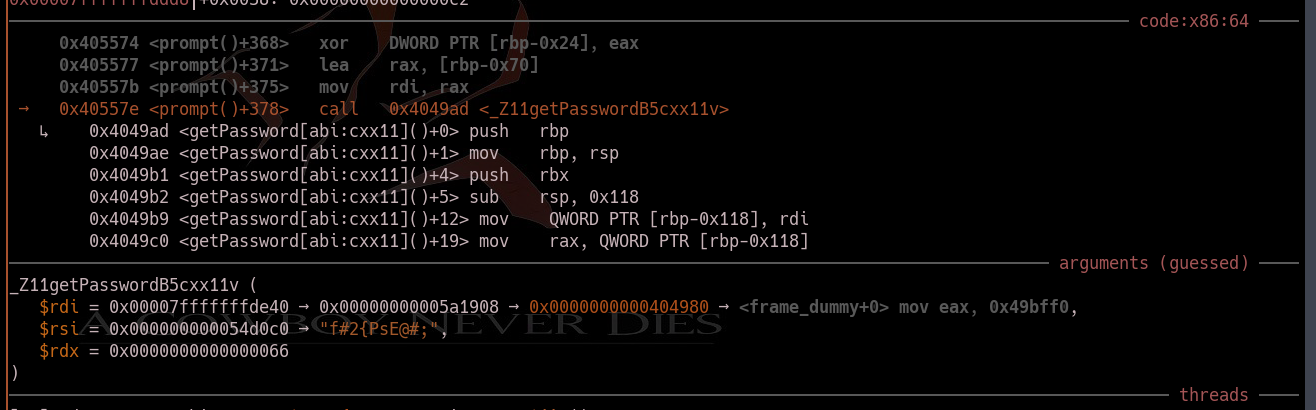 code:x86:64
0x405574 <prompt()+368>   xor    DWORD PTR [rbp-0x24], eax
0x405577 <prompt()+371>   lea    rax, [rbp-0x70]
0x40557b <prompt()+375>   mov    rdi, rax
→   0x40557e <prompt()+378>   call   0x4049ad <_Z11getPasswordB5cxx11v>
↳    0x4049ad <getPassword[abi:cxx11]()+0> push   rbp
0x4049ae <getPassword[abi:cxx11]()+1> mov    rbp, rsp
0x4049b1 <getPassword[abi:cxx11]()+4> push   rbx
0x4049b2 <getPassword[abi:cxx11]()+5> sub    rsp, 0x118
0x4049b9 <getPassword[abi:cxx11]()+12> mov    QWORD PTR [rbp-0x118], rdi
0x4049c0 <getPassword[abi:cxx11]()+19> mov    rax, QWORD PTR [rbp-0x118]
arguments (guessed)
_Z11getPasswordB5cxx11v (
$rdi = 0x00007fffffffde40 → 0x00000000005a1908 → 0x0000000000404980 → <frame_dummy+0> mov eax, 0x49bff0,
$rsi = 0x000000000054d0c0 → "f#2{PsE@#;",
A COWBOY NEVER DIES
$rdx = 0x0000000000000066
)
threads